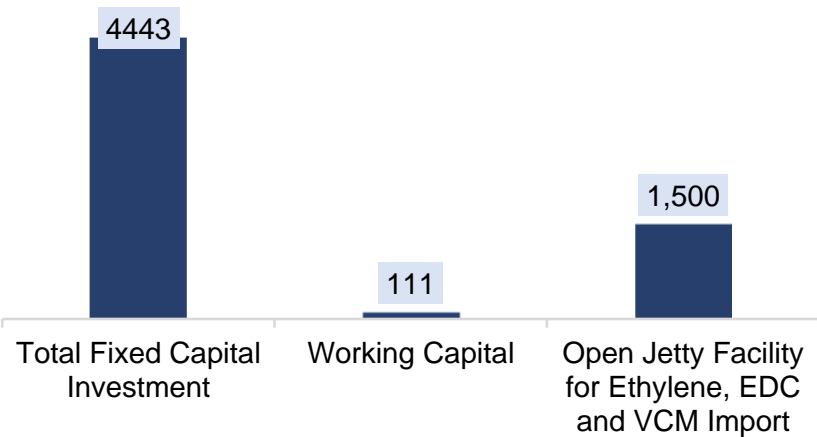 4443
1,500
111
Total Fixed Capital
Investment
Working Capital
Open Jetty Facility
for Ethylene, EDC
and VCM Import